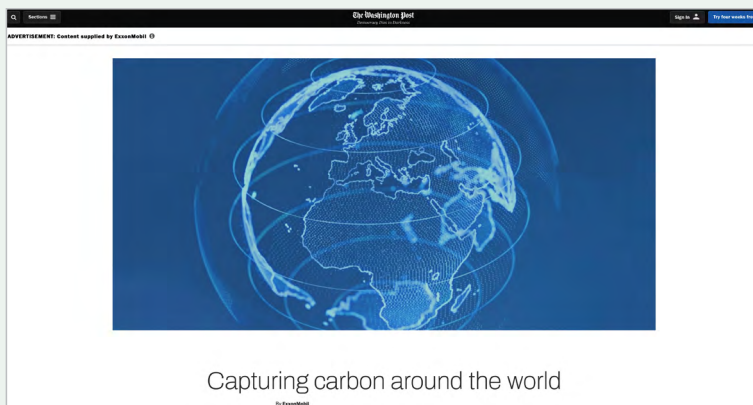 Sections
The Washington Post
Democracy Dies in Darkness
Sign in
Try four weeks fre
ADVERTISEMENT: Content supplied by ExxonMobil
Capturing carbon around the world
By ExxonMobil